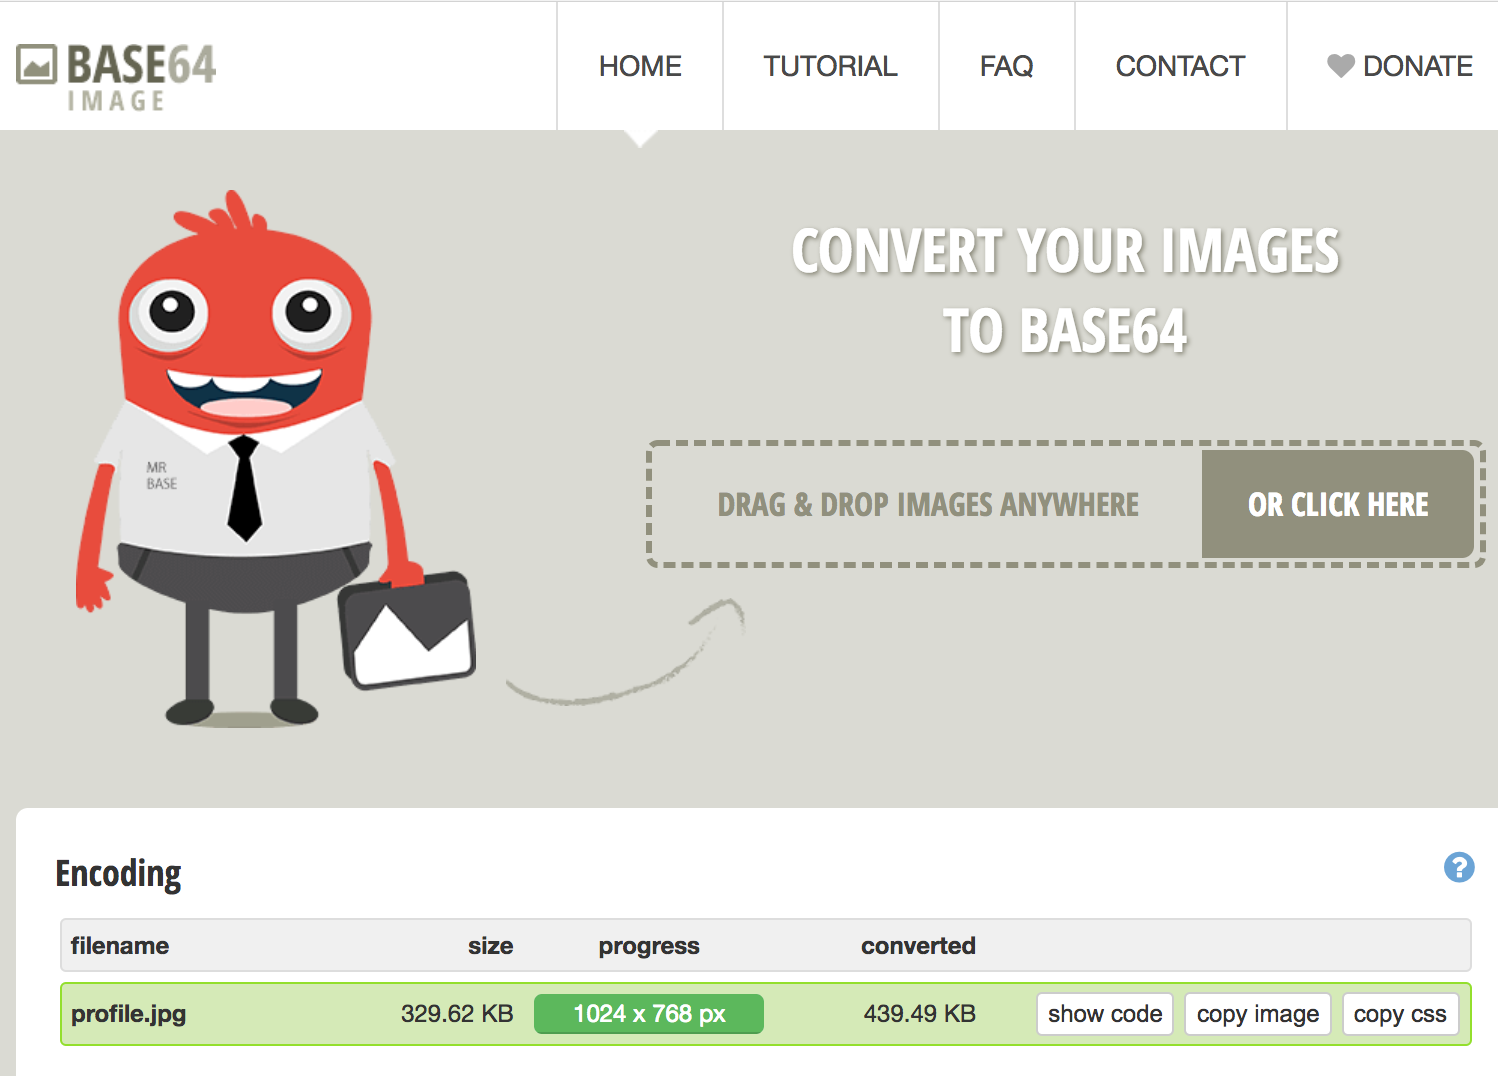 BASE64
IMAGE
HOME
TUTORIAL
FAQ
CONTACT
DONATE
CONVERT YOUR IMAGES
TO BASE64
MR
BASE
DRAG & DROP IMAGES ANYWHERE
OR CLICK HERE
Encoding
?
filename size progress converted
profile.jpg 329.62 KB 1024 x 768 px 439.49 KB show code copy image copy css